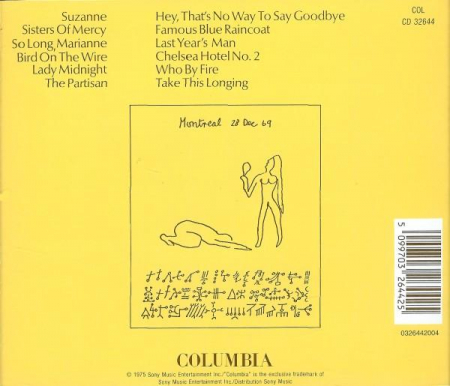 Suzanne
Sisters Of Mercy
So Long, Marianne
Bird On The Wire
Lady Midnight
The Partisan
Hey, That's No Way To Say Goodbye
Famous Blue Raincoat
Last Year's Man
Chelsea Hotel No. 2
Who By Fire
Take This Longing
COL
CD 32644
Montreal 28 Dec 69
5 099703 264425
0326442004
COLUMBIA
© 1975 Sony Music Entertainment Inc./"Columbia" is the exclusive trademark of
Sony Music Entertainment Inc./Distribution Sony Music